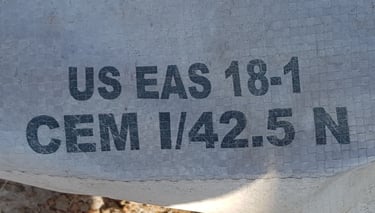 US EAS 18-1
CEM I/42.5 N